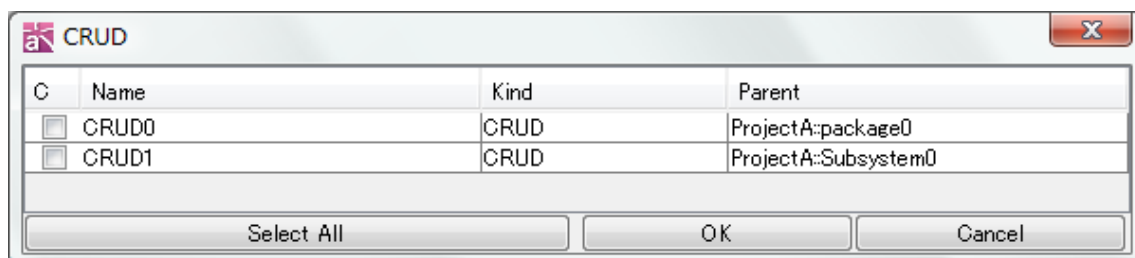 CRUD
C Name Kind Parent
CRUD0 CRUD ProjectA::package0
CRUD1 CRUD ProjectA::Subsystem0
Select All OK Cancel